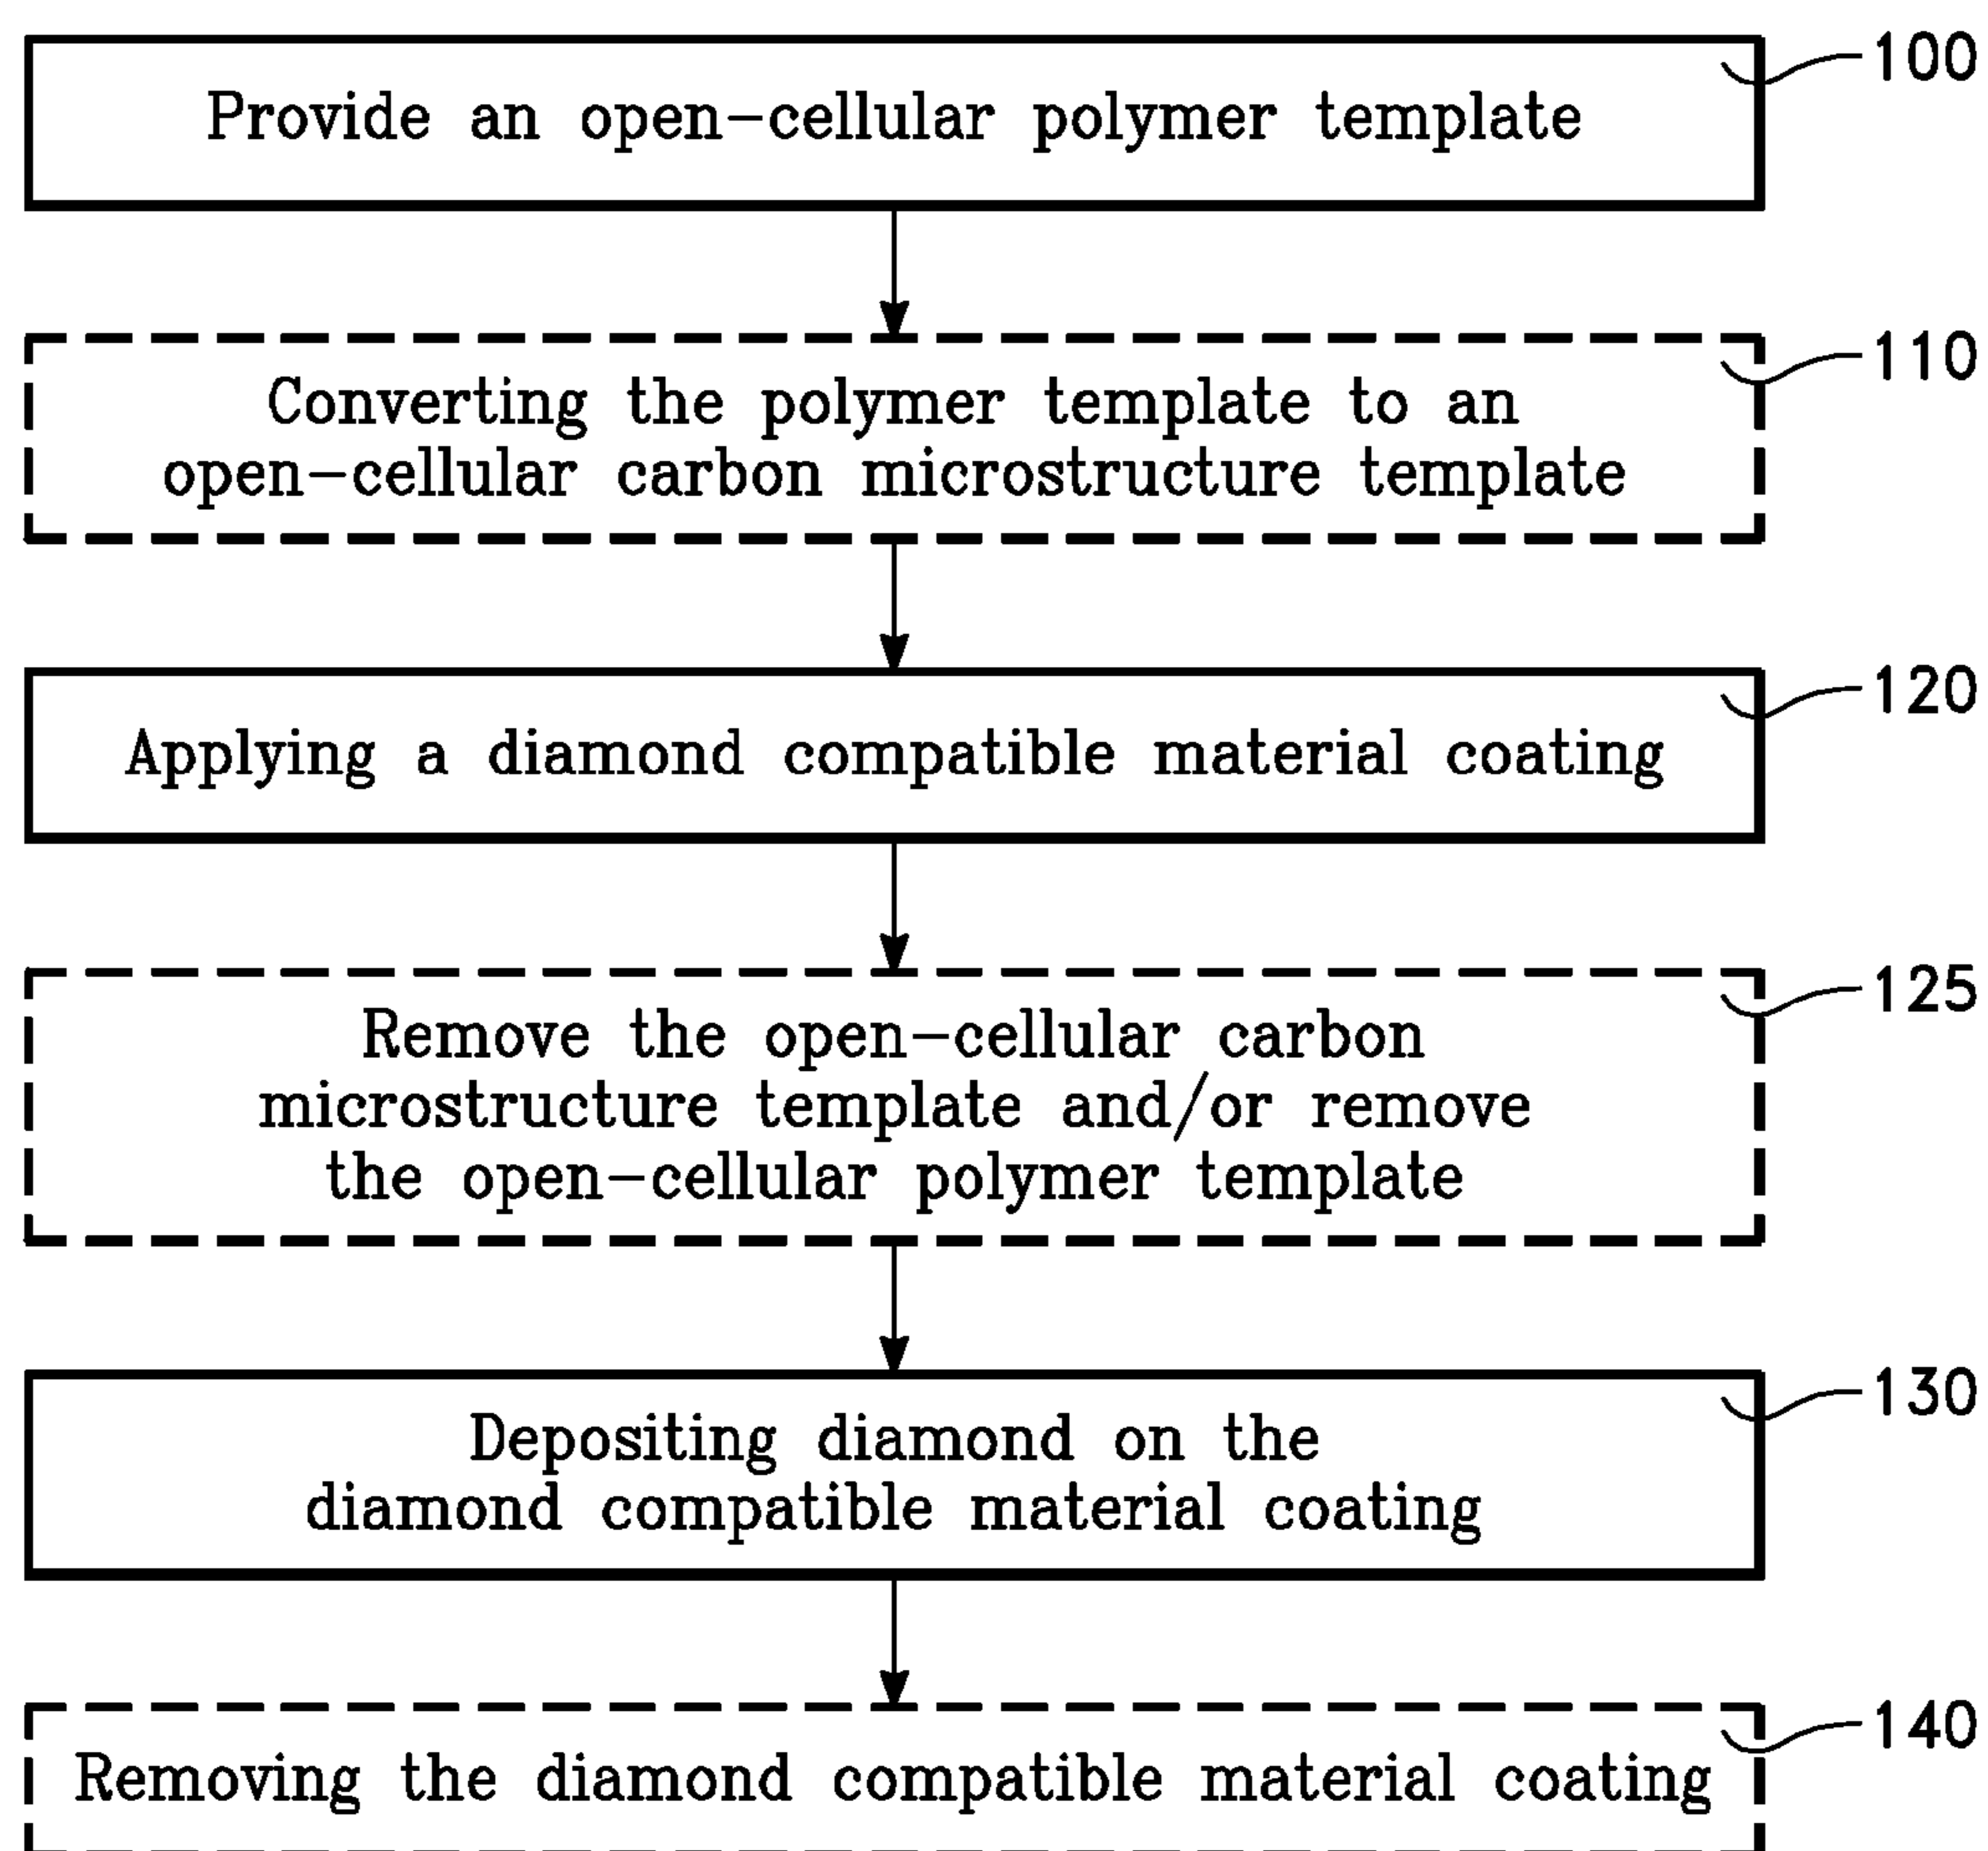 Provide an open-cellular polymer template
100
Converting the polymer template to an
open-cellular carbon microstructure template
110
Applying a diamond compatible material coating
120
Remove the open-cellular carbon
microstructure template and/or remove
the open-cellular polymer template
125
Depositing diamond on the
diamond compatible material coating
130
Removing the diamond compatible material coating
140